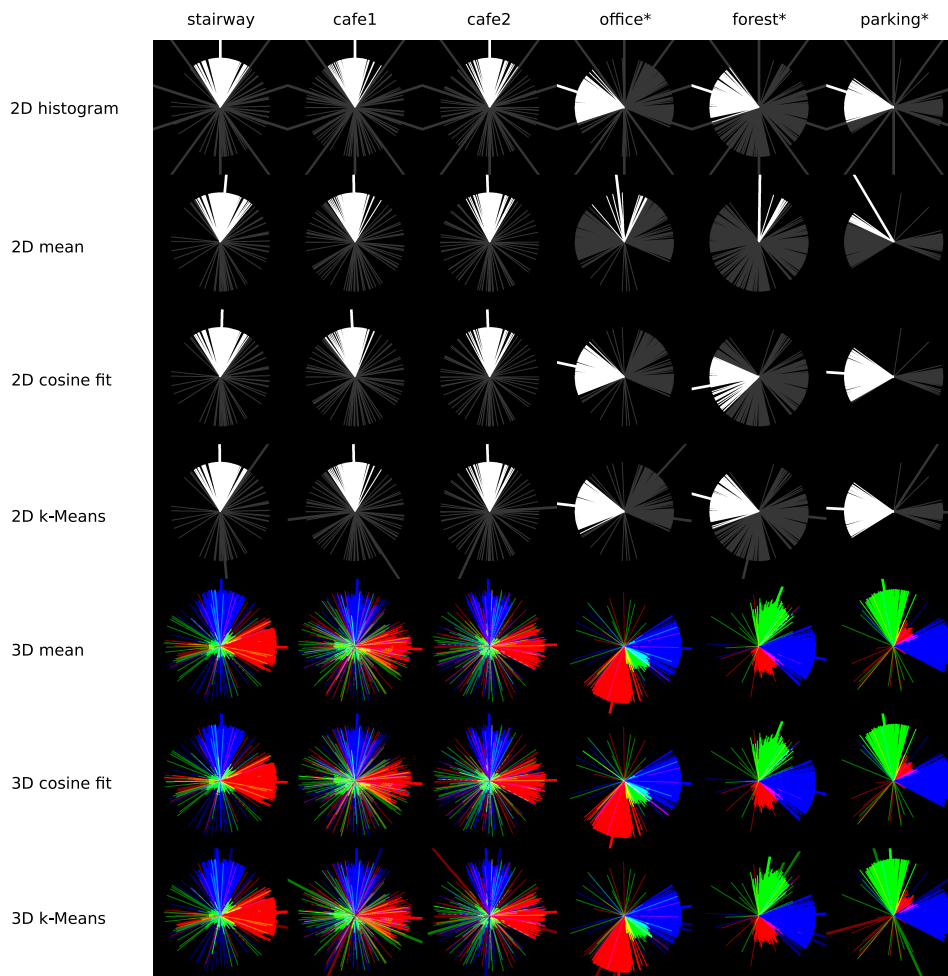 stairway cafe1 cafe2 office* forest* parking*
2D histogram
2D mean
2D cosine fit
2D k-Means
3D mean
3D cosine fit
3D k-Means